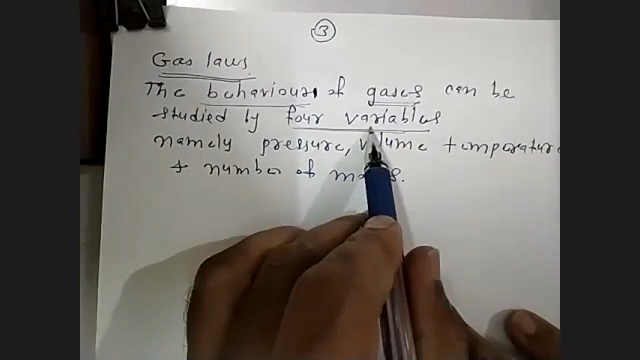 3
Gas laws
The behaviour of gases can be
studied by four variables
namely pressure, volume temperature
& number of moles.